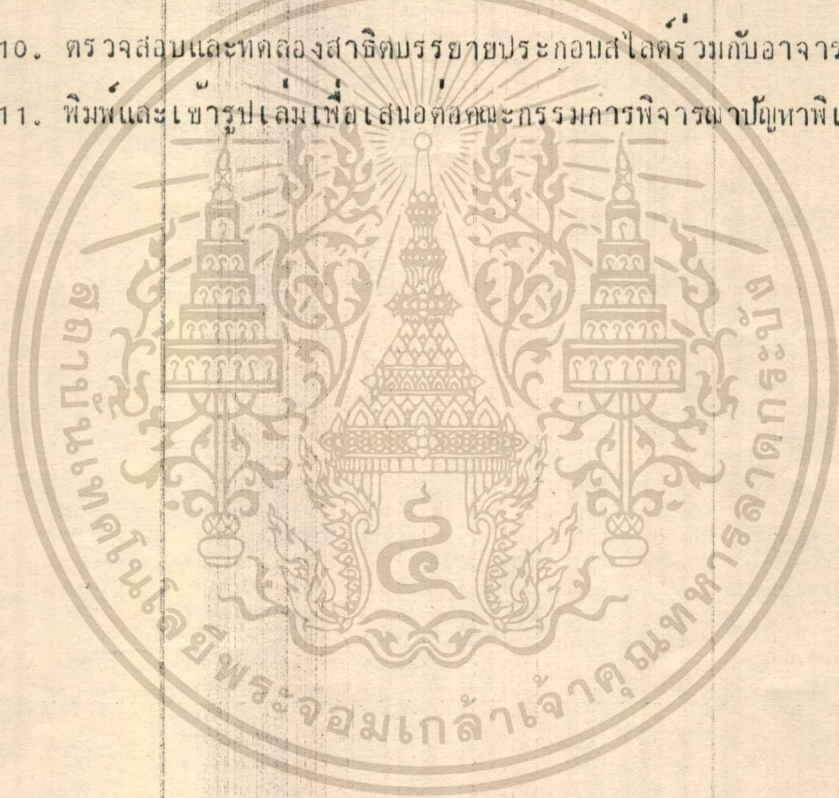 10. ตรวจสอบและทดลองสาธิตบรรยายประกอบสไลด์ร่วมกับอาจาร
11. พิมพ์และเข้ารูปเล่มเพื่อเสนอต่อคณะกรรมการพิจารณาปัญหาพิเ
สถาบันเทคโนโลยีพระจอมเกล้าเจ้าคุณทหารลาดกระบัง